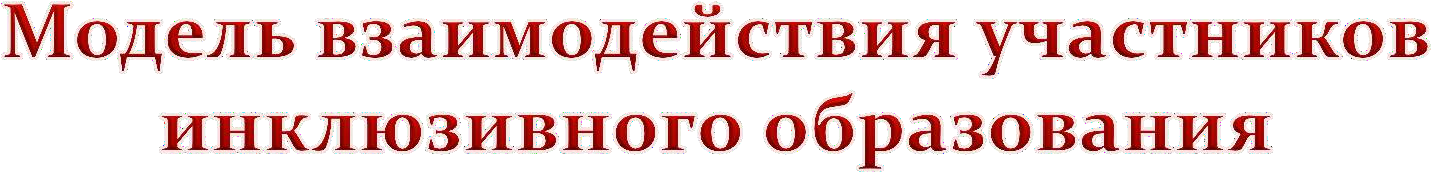 Модель взаимодействия участников
инклюзивного образования